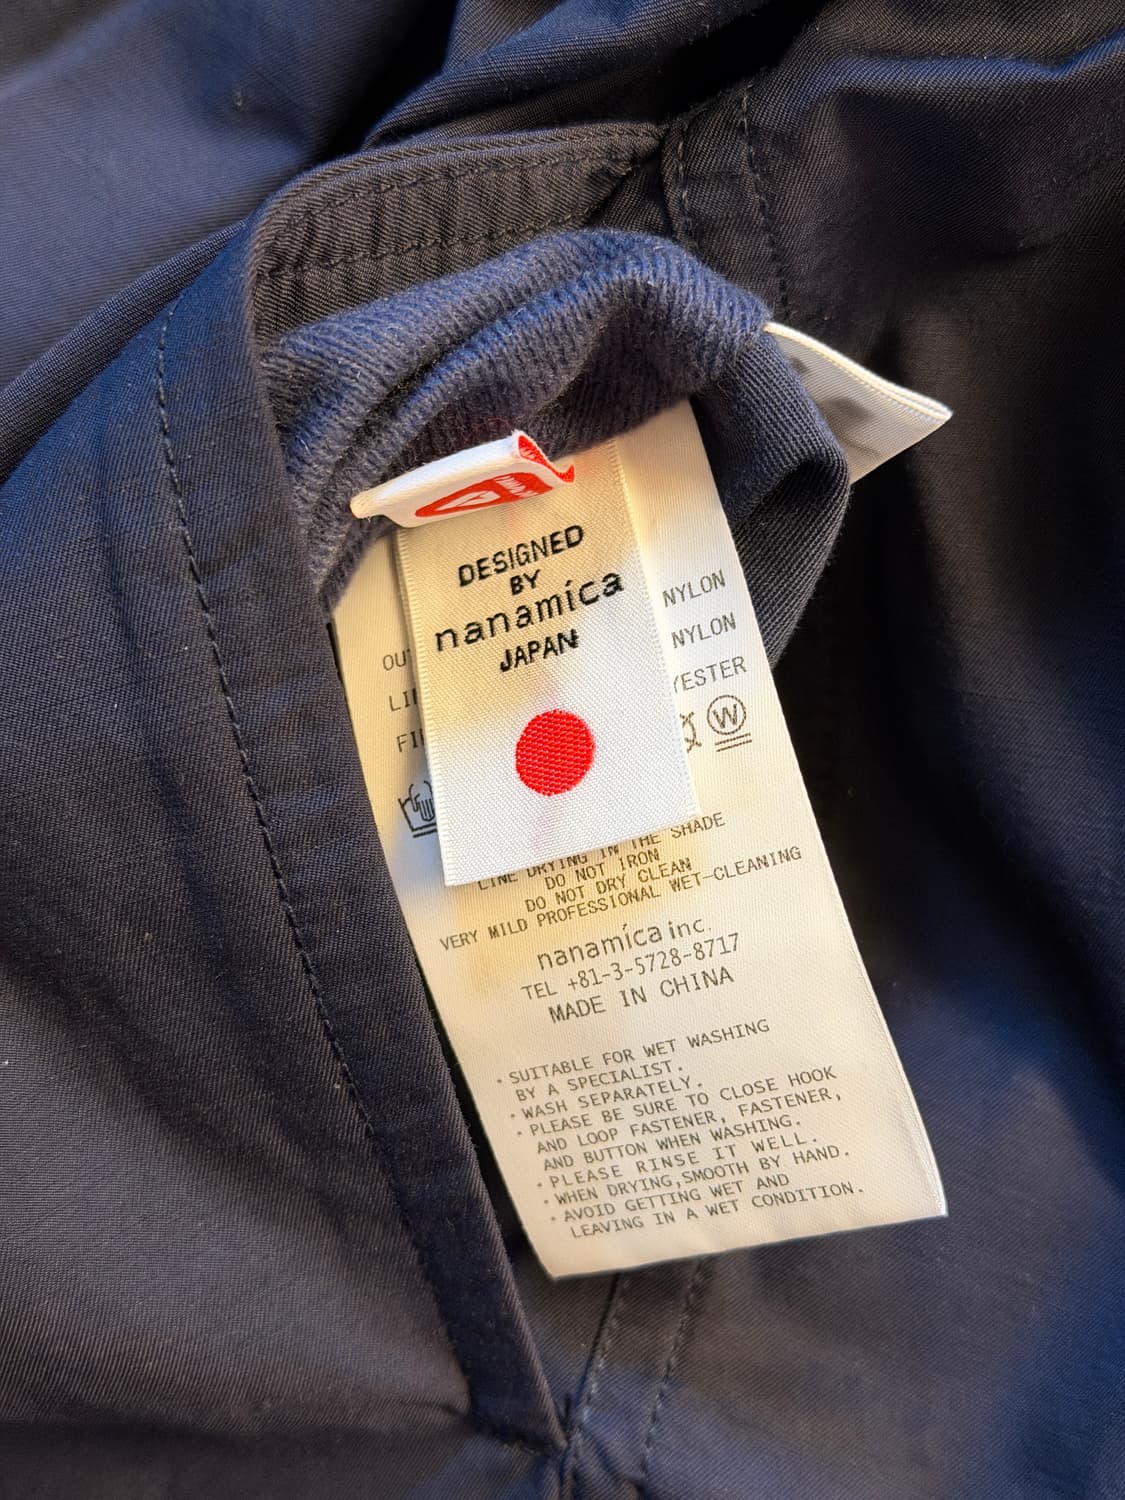 DESIGNED
BY
nanamica
JAPAN
NYLON
NYLON
LINE DRYING IN THE SHADE
DO NOT IRON
DO NOT DRY CLEAN
VERY MILD PROFESSIONAL WET-CLEANING
W
nanamica inc.
TEL +81-3-5728-8717
MADE IN CHINA
・SUITABLE FOR WET WASHING
BY A SPECIALIST.
・WASH SEPARATELY.
・PLEASE BE SURE TO CLOSE HOOK
AND LOOP FASTENER, FASTENER,
AND BUTTON WHEN WASHING.
・PLEASE RINSE IT WELL.
・WHEN DRYING,SMOOTH BY HAND.
・AVOID GETTING WET AND
LEAVING IN A WET CONDITION.